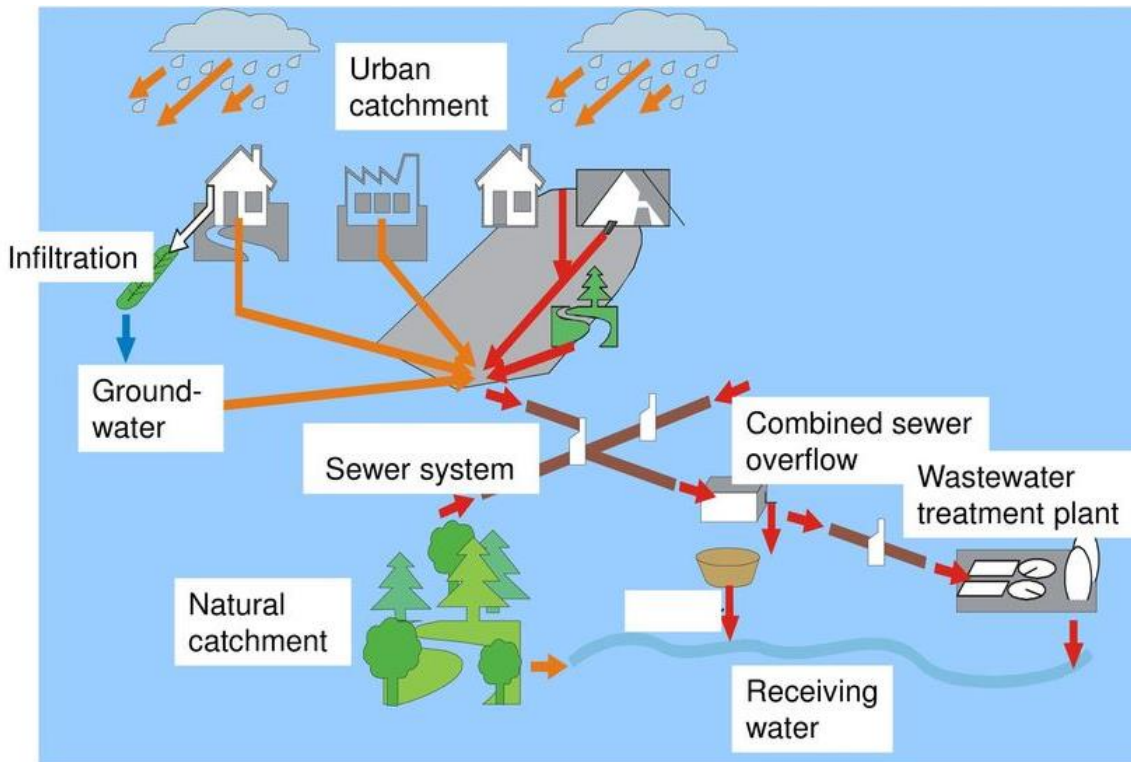 Urban
catchment
Infiltration
Ground-
water
Sewer system
Combined sewer
overflow
Wastewater
treatment plant
Natural
catchment
Receiving
water